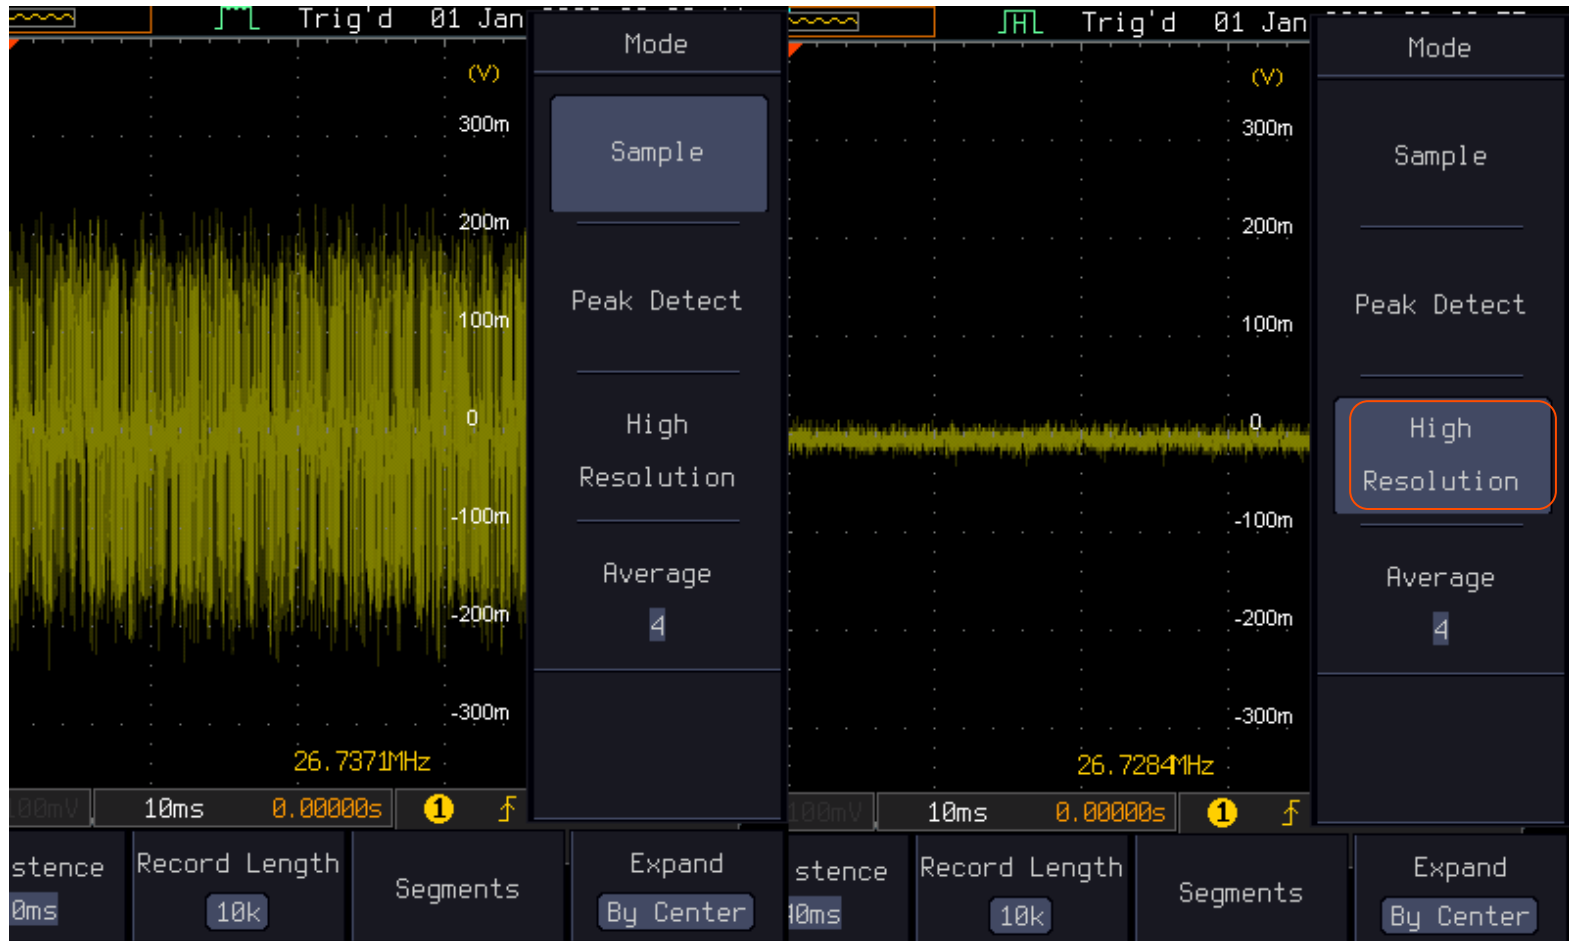 Trig'd 01 Jan
Mode
(V)
300m
Sample
200m
Peak Detect
100m
High
0
Resolution
-100m
Average
-200m
4
-300m
26.7371MHz
100mV 10ms 0.00000s 1
stence Record Length Segments Expand
0ms 10k By Center
H Trig'd 01 Jan
Mode
(V)
300m
Sample
200m
Peak Detect
100m
High
0
Resolution
-100m
Average
-200m
4
-300m
26.7284MHz
100mV 10ms 0.00000s 1
stence Record Length Segments Expand
40ms 10k By Center